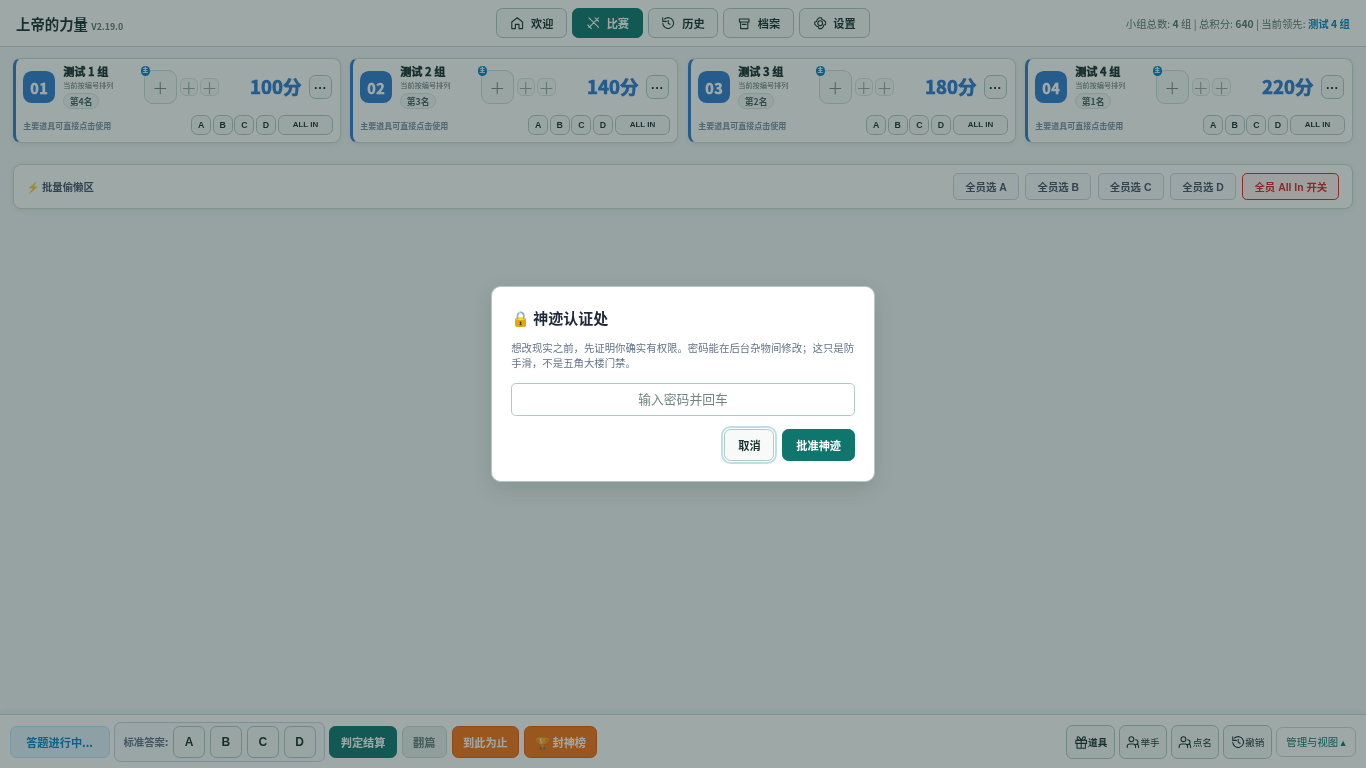 上帝的力量 V2.19.0
欢迎
比赛
历史
档案
设置
小组总数: 4 组 | 总积分: 640 | 当前领先: 测试 4 组
01
测试 1 组
当前按编号排列
第4名
主
100分
...
主要道具可直接点击使用
A B C D ALL IN
02
测试 2 组
当前按编号排列
第3名
主
140分
...
主要道具可直接点击使用
A B C D ALL IN
03
测试 3 组
当前按编号排列
第2名
主
180分
...
主要道具可直接点击使用
A B C D ALL IN
04
测试 4 组
当前按编号排列
第1名
主
220分
...
主要道具可直接点击使用
A B C D ALL IN
⚡ 批量偷懒区
全员选 A
全员选 B
全员选 C
全员选 D
全员 All In 开关
🔒 神迹认证处
想改现实之前，先证明你确实有权限。密码能在后台杂物间修改；这只是防
手滑，不是五角大楼门禁。
输入密码并回车
取消
批准神迹
答题进行中...
标准答案: A B C D
判定结算
翻篇
到此为止
🏆 封神榜
道具
举手
点名
撤销
管理与视图 ▴